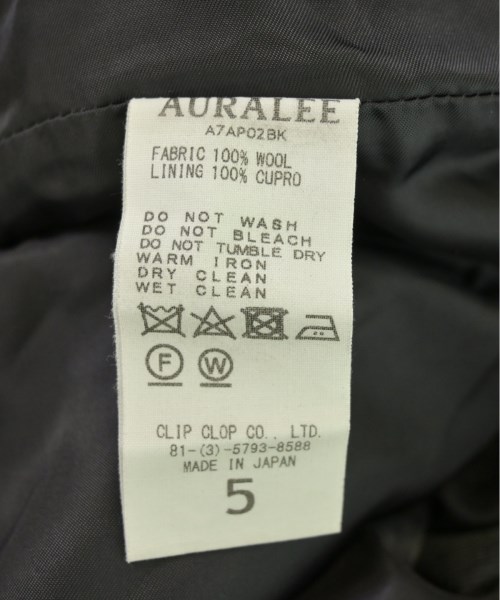 AURALEE
A7AP02BK
FABRIC 100% WOOL
LINING 100% CUPRO
DO NOT WASH
DO NOT BLEACH
DO NOT TUMBLE DRY
WARM IRON
DRY CLEAN
WET CLEAN
F W
CLIP CLOP CO., LTD.
81-(3)-5793-8588
MADE IN JAPAN
5